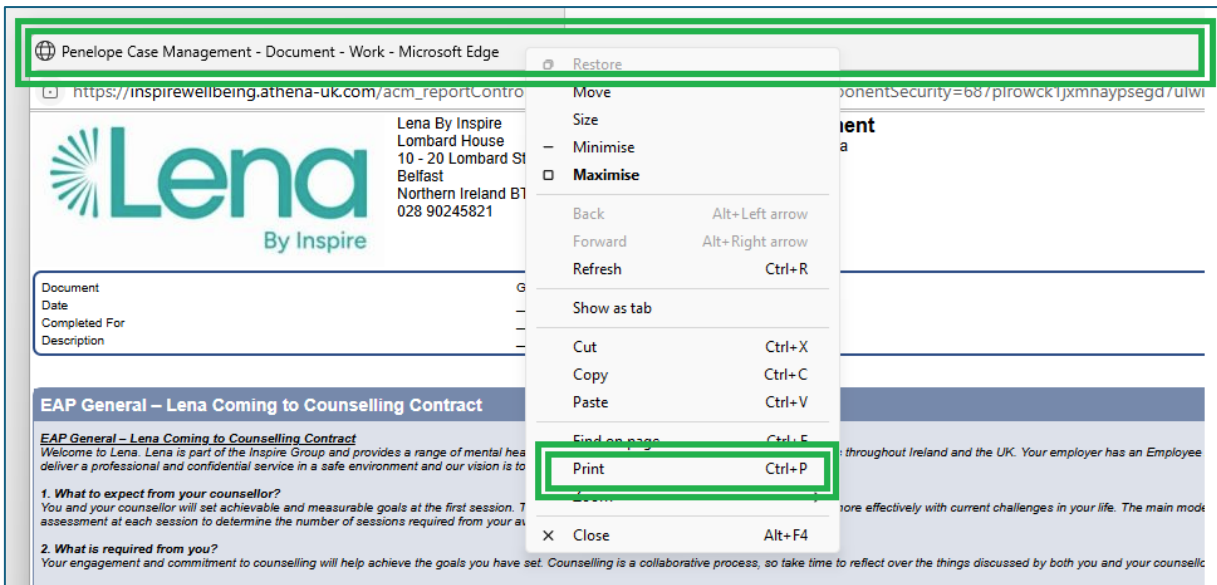 Penelope Case Management - Document - Work - Microsoft Edge
https://inspirewellbeing.athena-uk.com/acm_reportContro
Lena
By Inspire
Lena By Inspire
Lombard House
10 - 20 Lombard St
Belfast
Northern Ireland BT
028 90245821
ent
a
Restore
Move
Size
Minimise
Maximise
Back Alt+Left arrow
Forward Alt+Right arrow
Refresh Ctrl+R
Show as tab
Cut Ctrl+X
Copy Ctrl+C
Paste Ctrl+V
Find on page Ctrl+F
Print Ctrl+P
Zoom
Close Alt+F4
Document G
Date
Completed For
Description
EAP General – Lena Coming to Counselling Contract
EAP General – Lena Coming to Counselling Contract
Welcome to Lena. Lena is part of the Inspire Group and provides a range of mental hea throughout Ireland and the UK. Your employer has an Employee
deliver a professional and confidential service in a safe environment and our vision is to
1. What to expect from your counsellor?
You and your counsellor will set achievable and measurable goals at the first session. T more effectively with current challenges in your life. The main mode
assessment at each session to determine the number of sessions required from your av
2. What is required from you?
Your engagement and commitment to counselling will help achieve the goals you have set. Counselling is a collaborative process, so take time to reflect over the things discussed by both you and your counsello